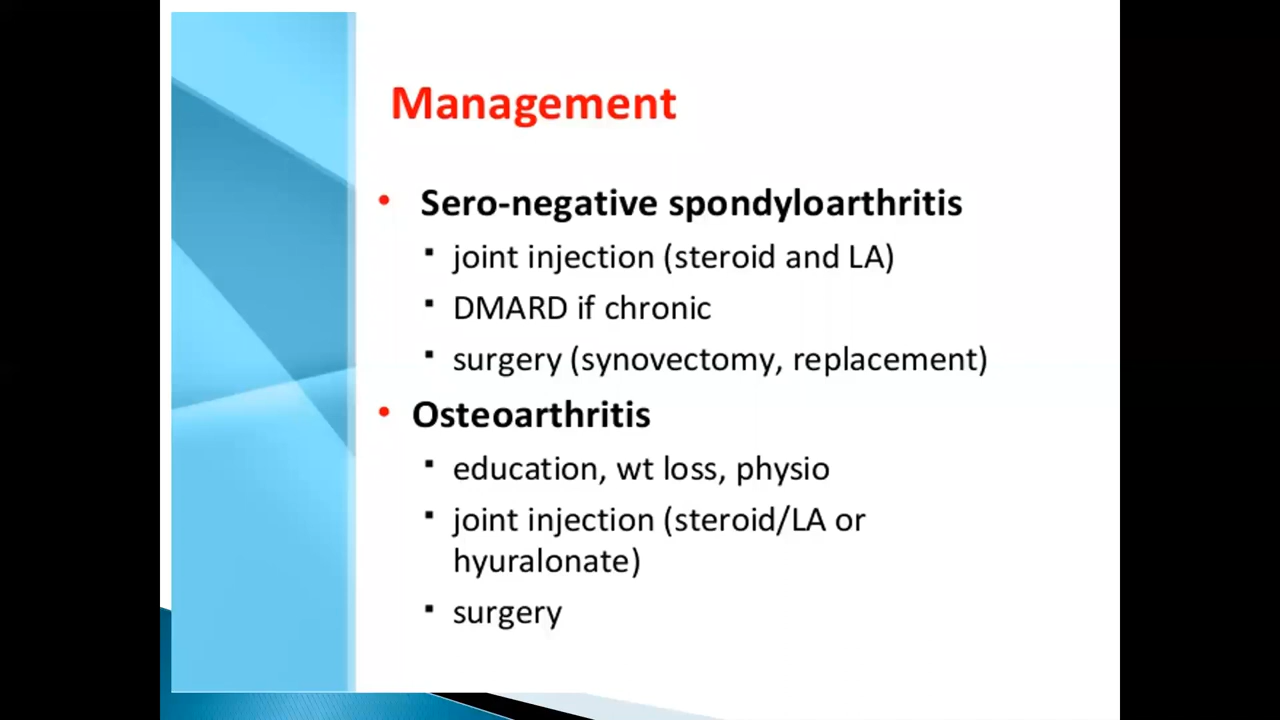 Management
• Sero-negative spondyloarthritis
▪ joint injection (steroid and LA)
▪ DMARD if chronic
▪ surgery (synovectomy, replacement)
• Osteoarthritis
▪ education, wt loss, physio
▪ joint injection (steroid/LA or
hyuralonate)
▪ surgery